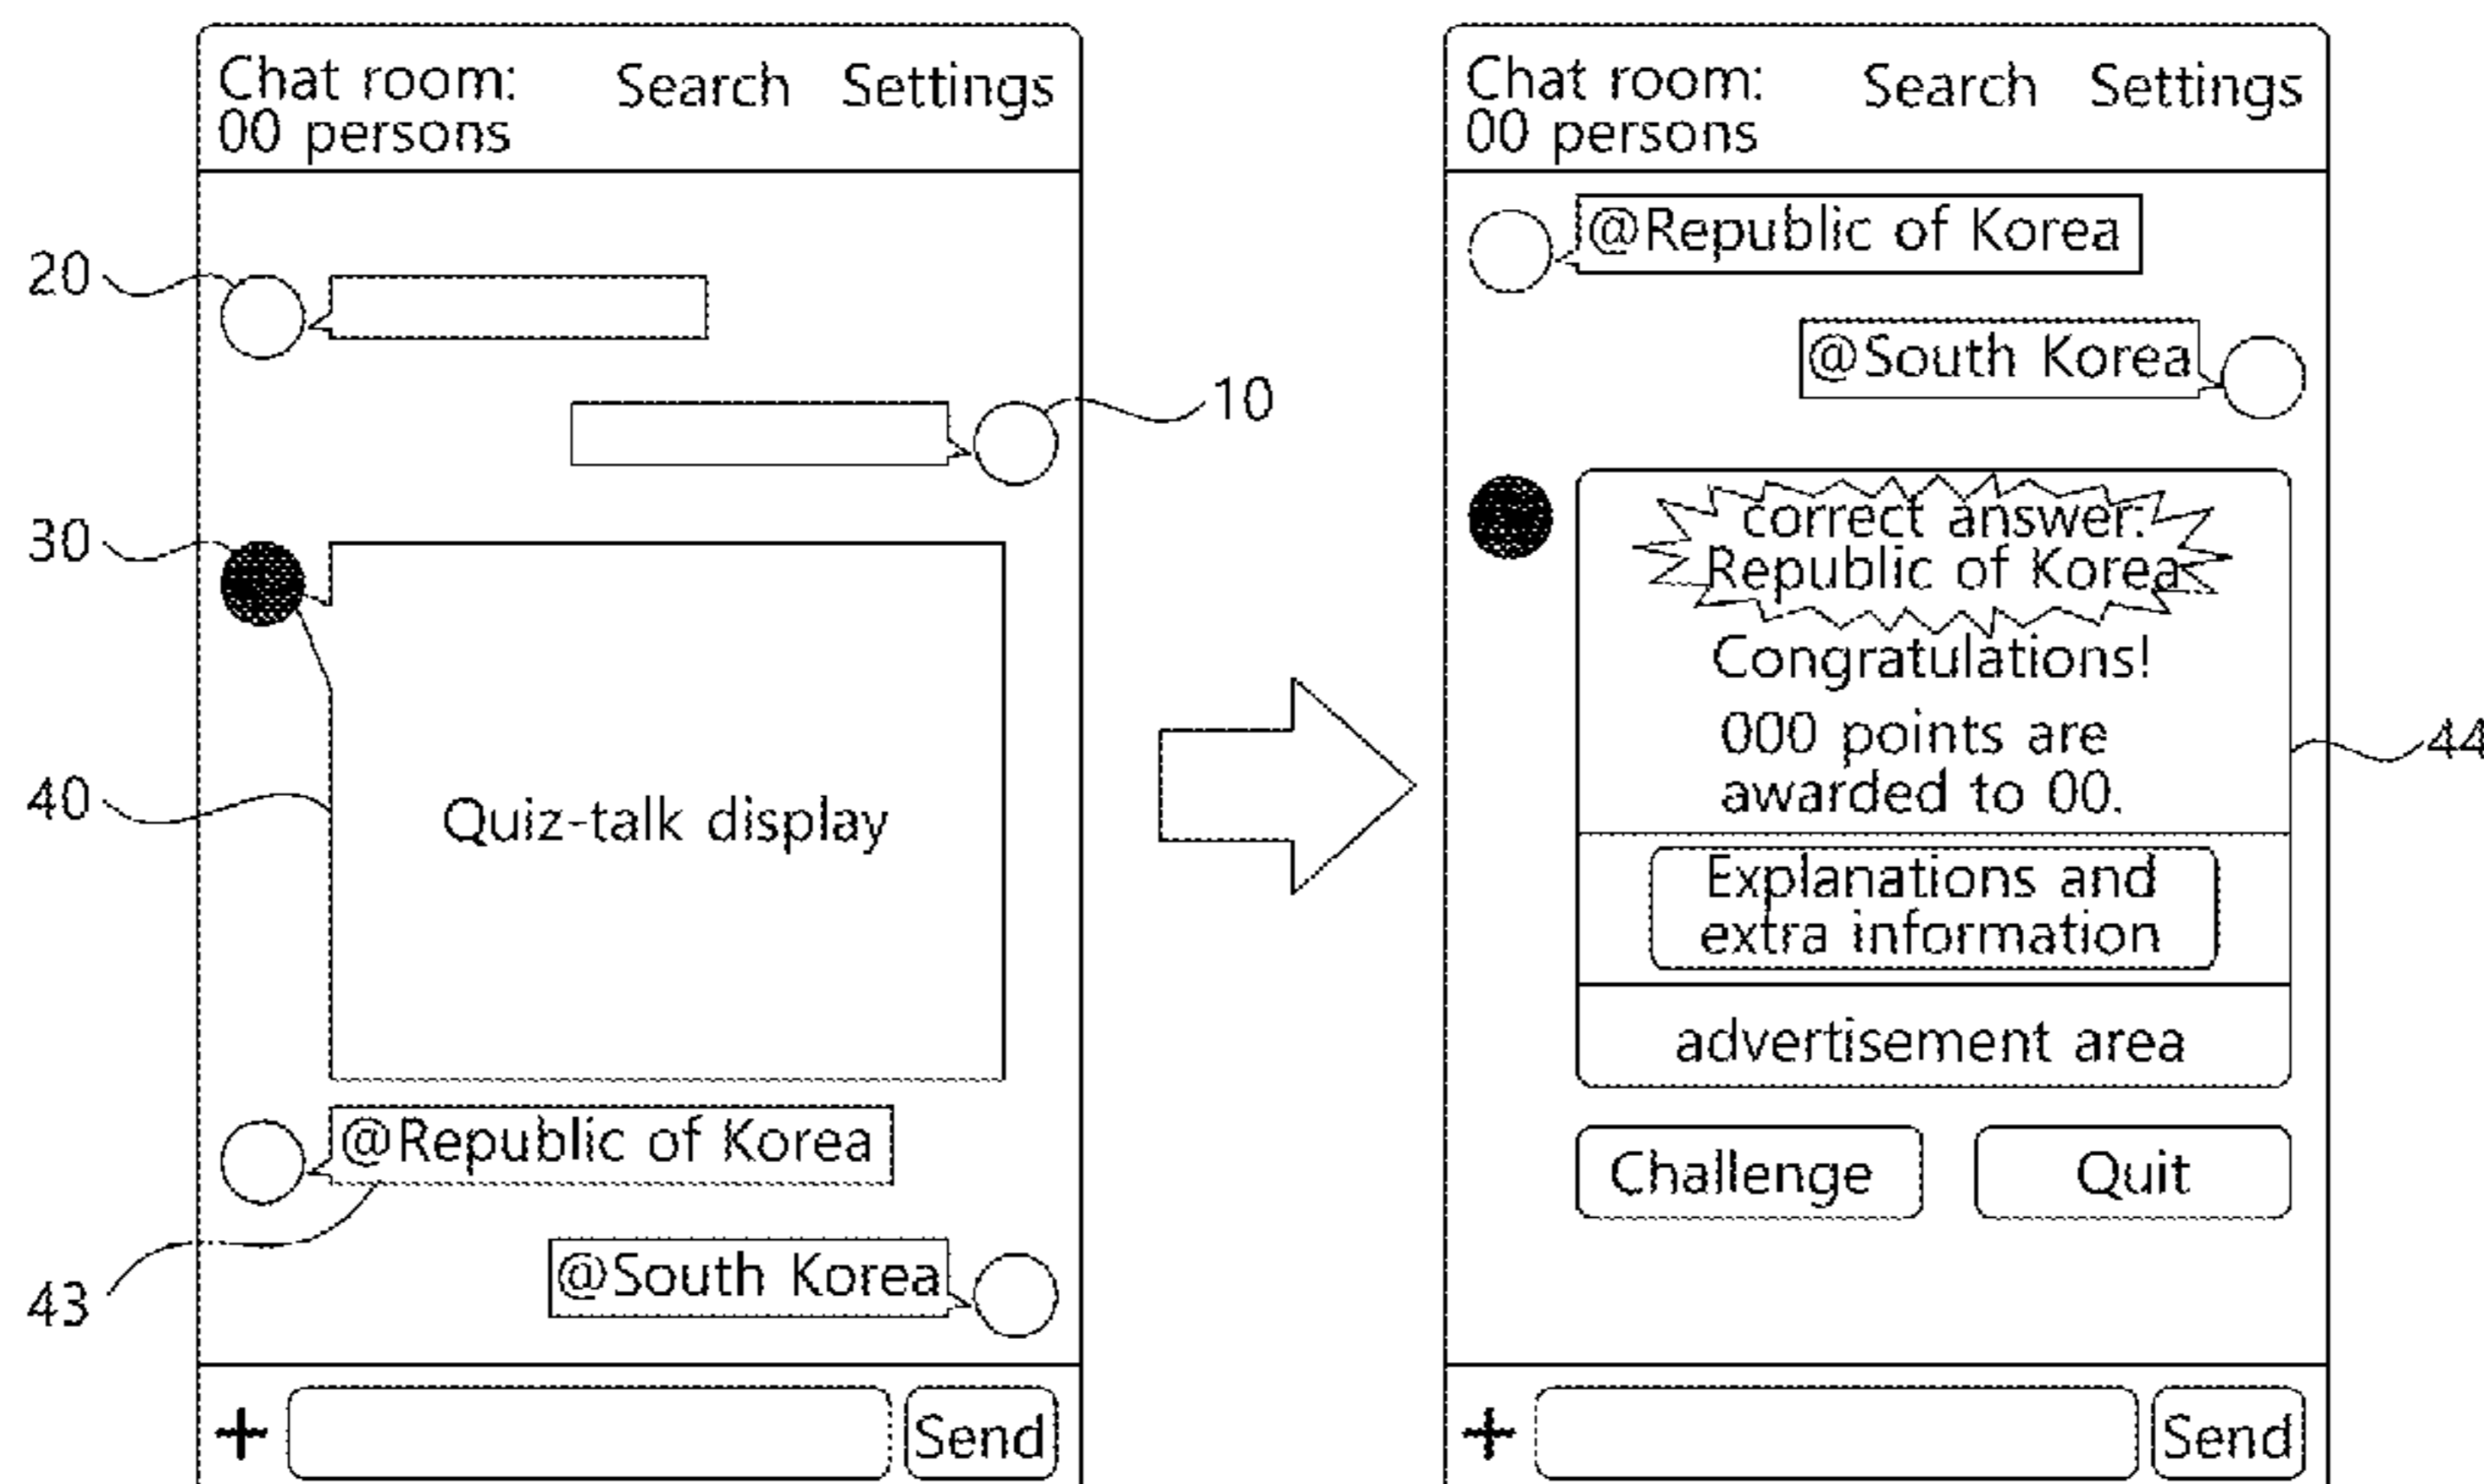 Chat room:
00 persons
Search
Settings
20
10
30
40
Quiz-talk display
@Republic of Korea
43
@South Korea
+
Send
Chat room:
00 persons
Search
Settings
@Republic of Korea
@South Korea
correct answer:
Republic of Korea
Congratulations!
000 points are
awarded to 00.
44
Explanations and
extra information
advertisement area
Challenge
Quit
+
Send